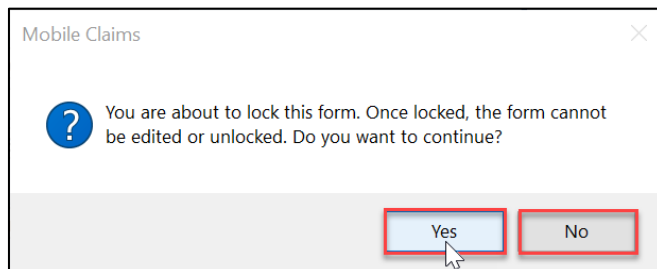 Mobile Claims
?
You are about to lock this form. Once locked, the form cannot
be edited or unlocked. Do you want to continue?
Yes
No